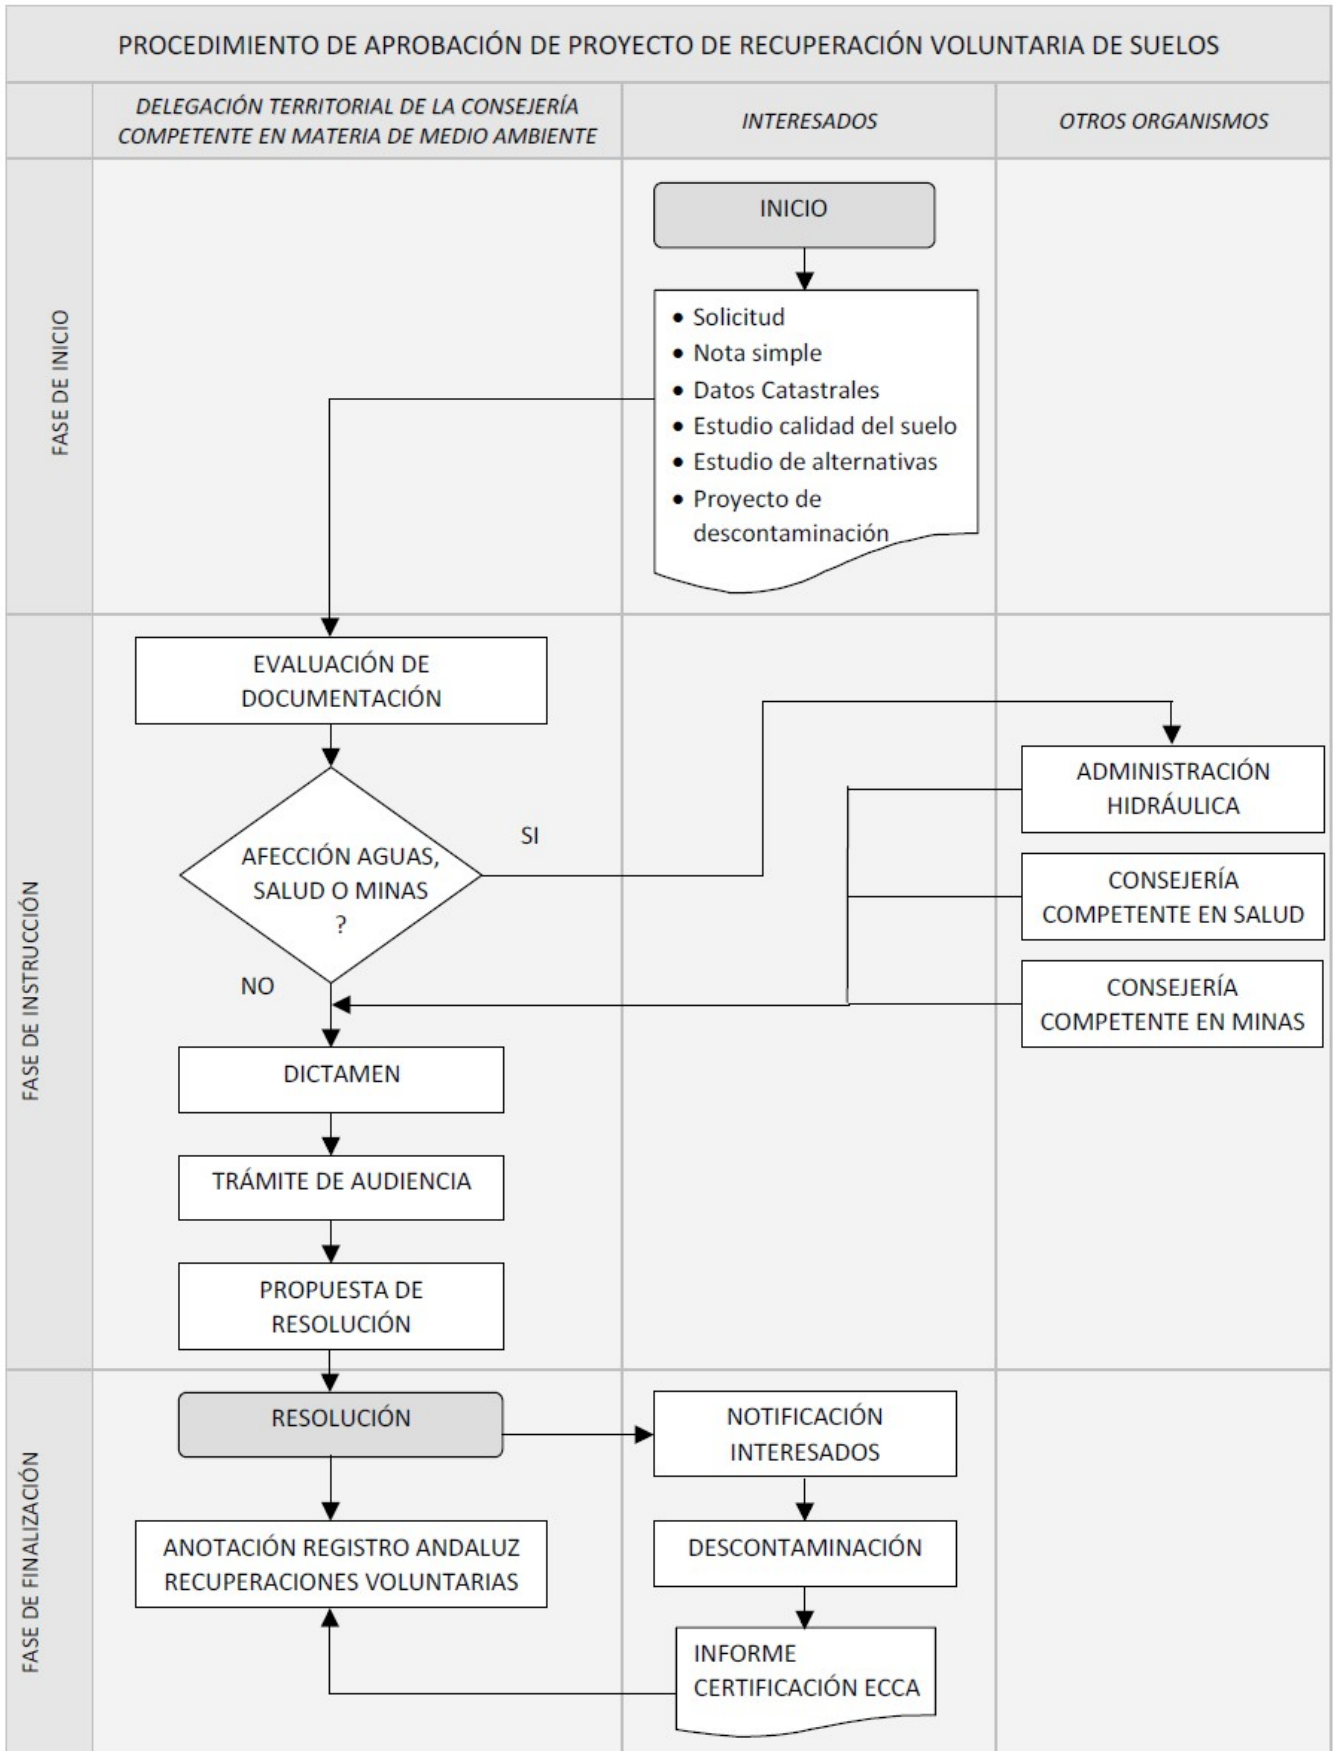 PROCEDIMIENTO DE APROBACIÓN DE PROYECTO DE RECUPERACIÓN VOLUNTARIA DE SUELOS
DELEGACIÓN TERRITORIAL DE LA CONSEJERÍA
COMPETENTE EN MATERIA DE MEDIO AMBIENTE
INTERESADOS
OTROS ORGANISMOS
FASE DE INICIO
INICIO
• Solicitud
• Nota simple
• Datos Catastrales
• Estudio calidad del suelo
• Estudio de alternativas
• Proyecto de
descontaminación
FASE DE INSTRUCCIÓN
EVALUACIÓN DE
DOCUMENTACIÓN
AFECCIÓN AGUAS,
SALUD O MINAS
?
SI
NO
ADMINISTRACIÓN
HIDRÁULICA
CONSEJERÍA
COMPETENTE EN SALUD
CONSEJERÍA
COMPETENTE EN MINAS
DICTAMEN
TRÁMITE DE AUDIENCIA
PROPUESTA DE
RESOLUCIÓN
FASE DE FINALIZACIÓN
RESOLUCIÓN
NOTIFICACIÓN
INTERESADOS
ANOTACIÓN REGISTRO ANDALUZ
RECUPERACIONES VOLUNTARIAS
DESCONTAMINACIÓN
INFORME
CERTIFICACIÓN ECCA